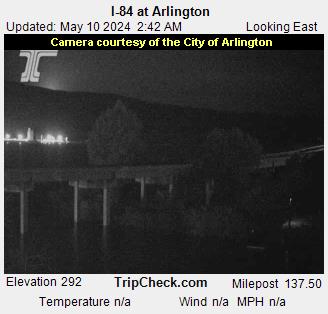 I-84 at Arlington
Updated: May 10 2024 2:42 AM Looking East
Camera courtesy of the City of Arlington
Elevation 292 TripCheck.com Milepost 137.50
Temperature n/a Wind n/a MPH n/a